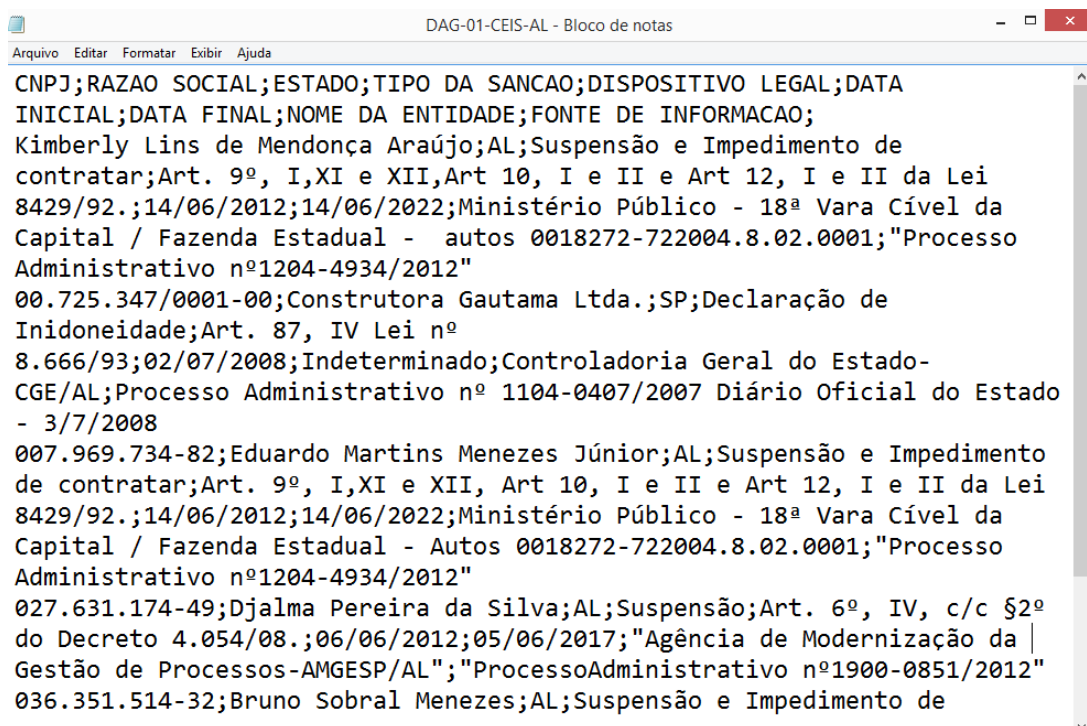 DAG-01-CEIS-AL - Bloco de notas
Arquivo Editar Formatar Exibir Ajuda
CNPJ;RAZAO SOCIAL;ESTADO;TIPO DA SANCAO;DISPOSITIVO LEGAL;DATA
INICIAL;DATA FINAL;NOME DA ENTIDADE;FONTE DE INFORMACAO;
Kimberly Lins de Mendonça Araújo;AL;Suspensão e Impedimento de
contratar;Art. 9º, I,XI e XII,Art 10, I e II e Art 12, I e II da Lei
8429/92.;14/06/2012;14/06/2022;Ministério Público - 18ª Vara Cível da
Capital / Fazenda Estadual -  autos 0018272-722004.8.02.0001;"Processo
Administrativo nº1204-4934/2012"
00.725.347/0001-00;Construtora Gautama Ltda.;SP;Declaração de
Inidoneidade;Art. 87, IV Lei nº
8.666/93;02/07/2008;Indeterminado;Controladoria Geral do Estado-
CGE/AL;Processo Administrativo nº 1104-0407/2007 Diário Oficial do Estado
- 3/7/2008
007.969.734-82;Eduardo Martins Menezes Júnior;AL;Suspensão e Impedimento
de contratar;Art. 9º, I,XI e XII, Art 10, I e II e Art 12, I e II da Lei
8429/92.;14/06/2012;14/06/2022;Ministério Público - 18ª Vara Cível da
Capital / Fazenda Estadual - Autos 0018272-722004.8.02.0001;"Processo
Administrativo nº1204-4934/2012"
027.631.174-49;Djalma Pereira da Silva;AL;Suspensão;Art. 6º, IV, c/c §2º
do Decreto 4.054/08.;06/06/2012;05/06/2017;"Agência de Modernização da
Gestão de Processos-AMGESP/AL";"ProcessoAdministrativo nº1900-0851/2012"
036.351.514-32;Bruno Sobral Menezes;AL;Suspensão e Impedimento de